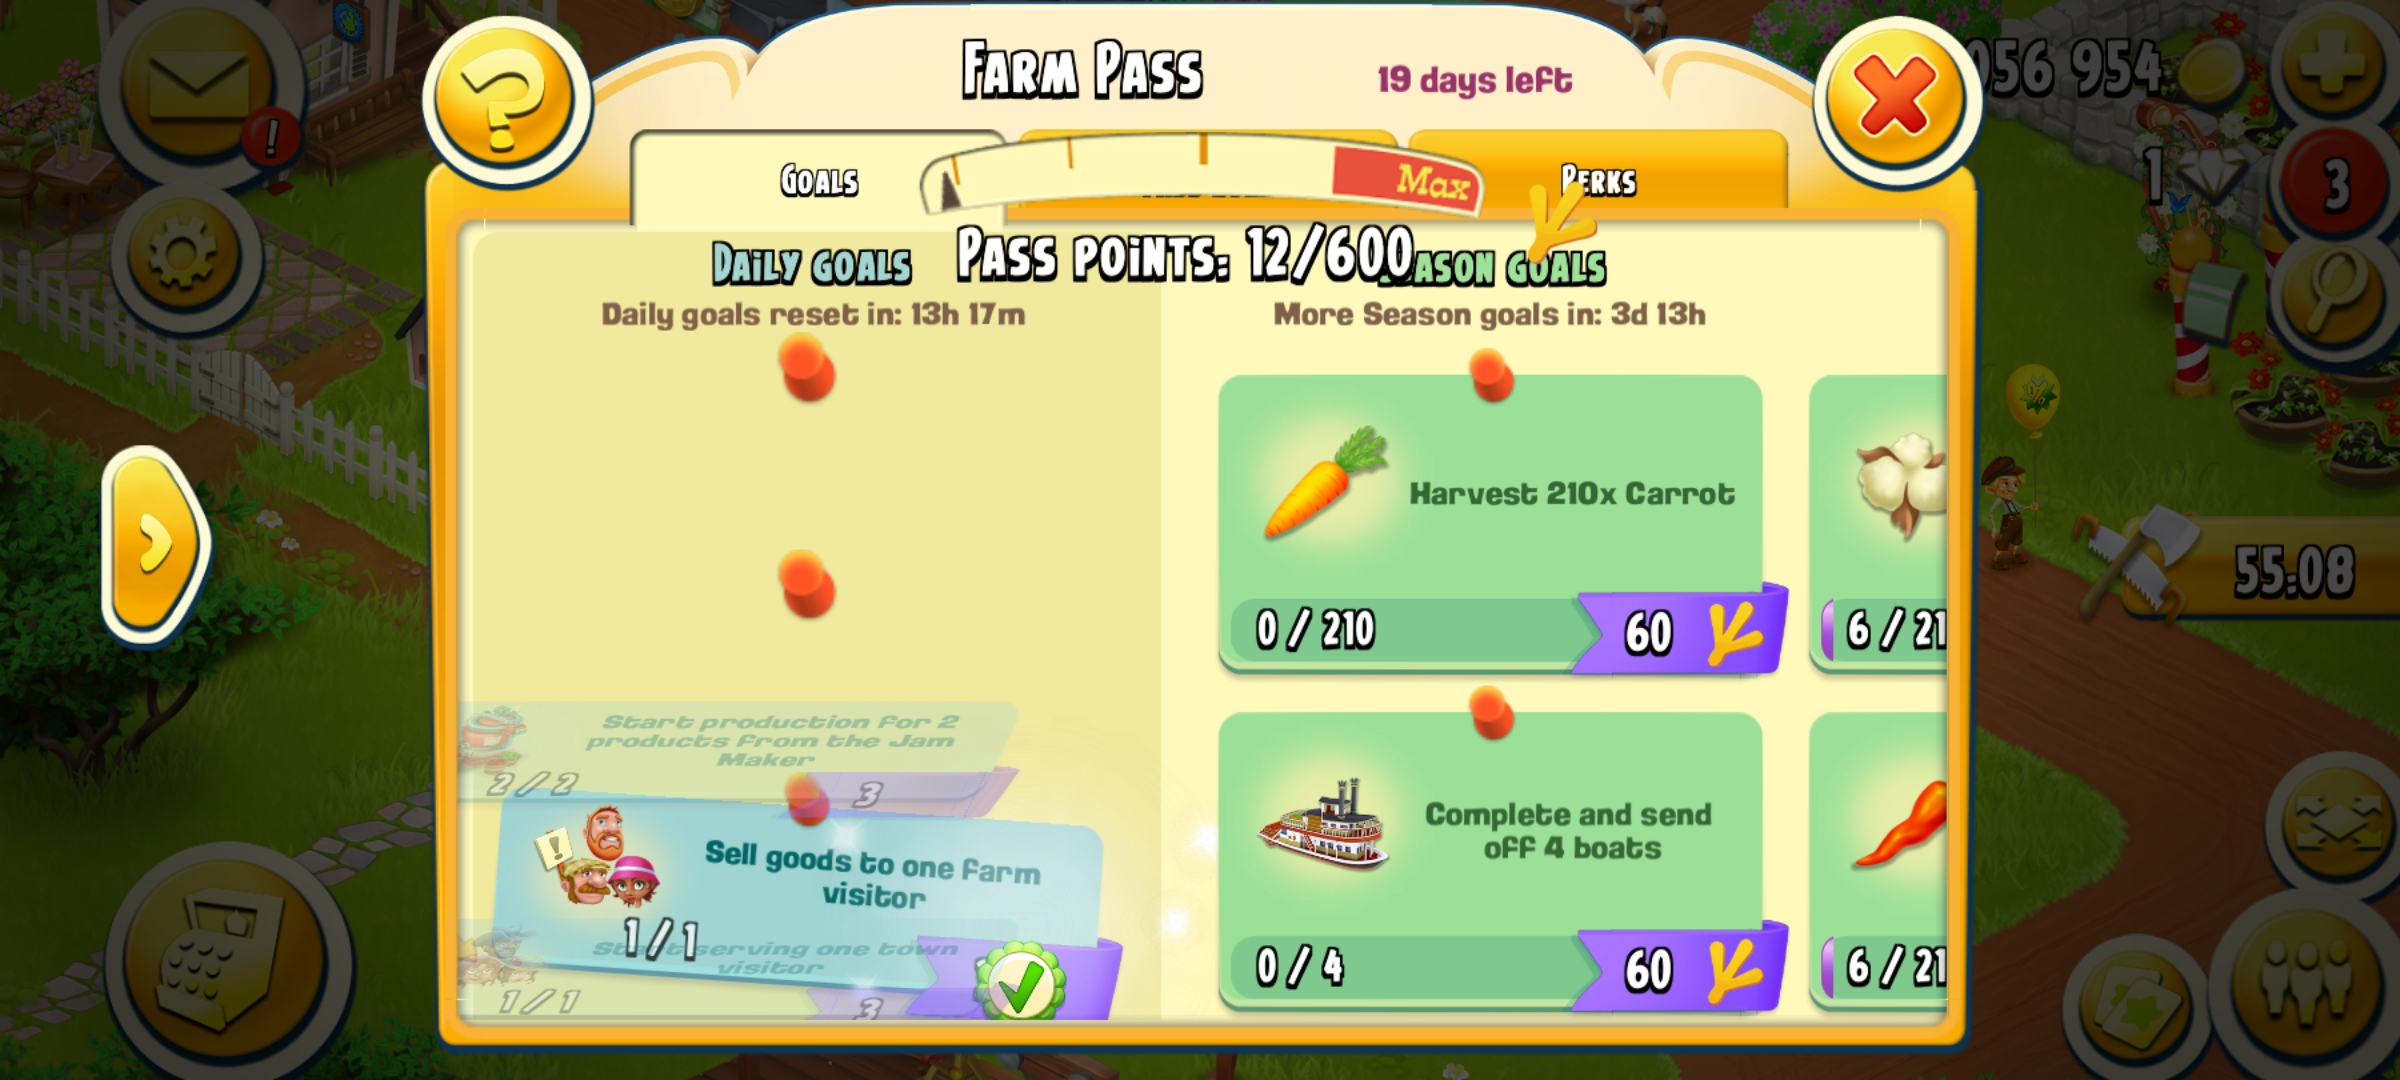 FARM PASS
19 days left
056 954
!
GOALS
Max
PERKS
1
3
DAILY GOALS
PASS POINTS: 12/600
ASON GOALS
Daily goals reset in: 13h 17m
More Season goals in: 3d 13h
Harvest 210x Carrot
0 / 210
60
6 / 21
55:08
Start production for 2
products from the Jam
Maker
2 / 2
3
Sell goods to one farm
visitor
1/1
Start serving one town
visitor
1/1
3
Complete and send
off 4 boats
0 / 4
60
6 / 21